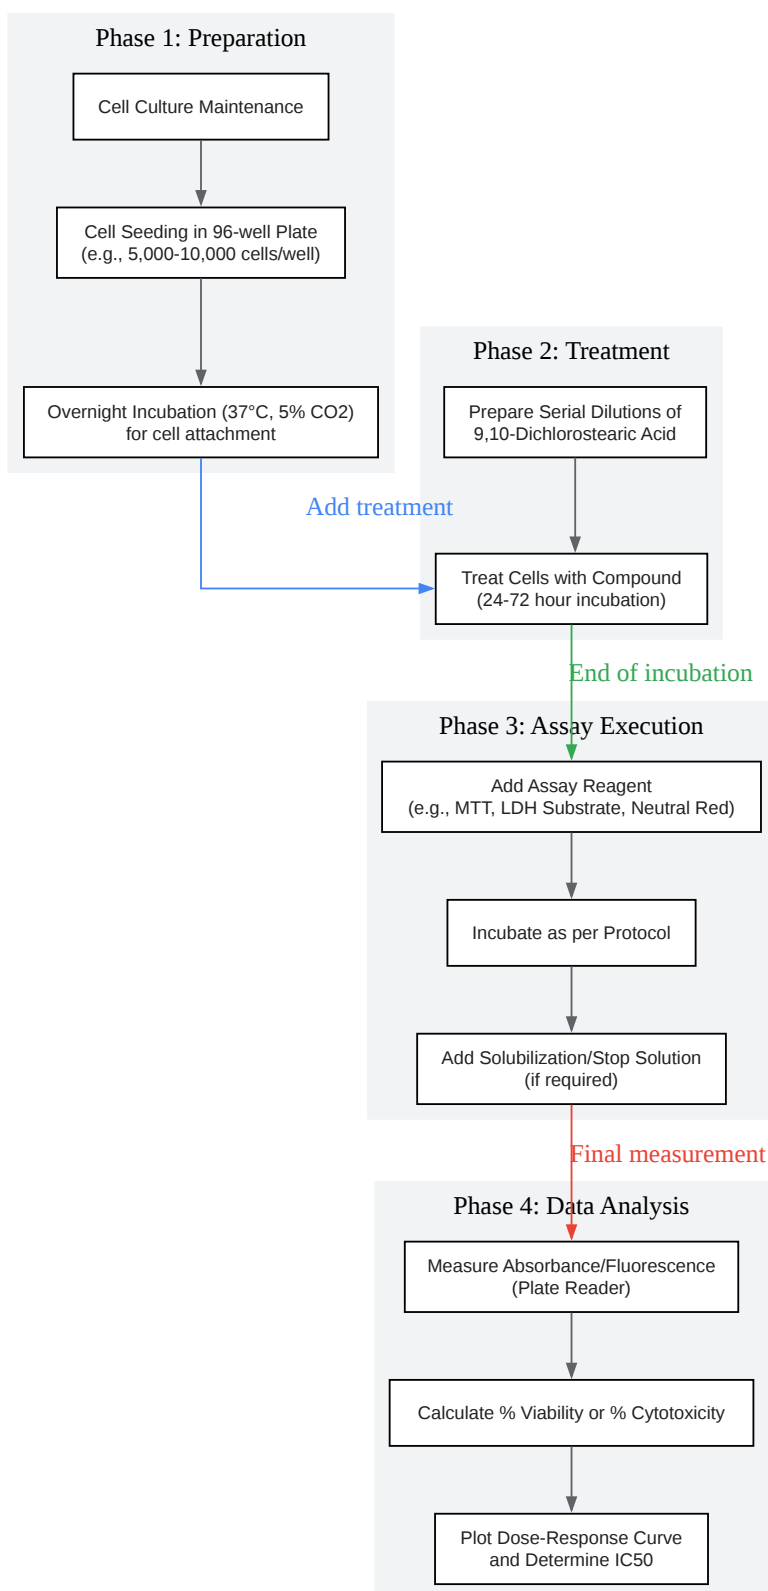 Phase 1: Preparation
Cell Culture Maintenance
Cell Seeding in 96-well Plate
(e.g., 5,000-10,000 cells/well)
Overnight Incubation (37°C, 5% CO2)
for cell attachment
Add treatment
Phase 2: Treatment
Prepare Serial Dilutions of
9,10-Dichlorostearic Acid
Treat Cells with Compound
(24-72 hour incubation)
End of incubation
Phase 3: Assay Execution
Add Assay Reagent
(e.g., MTT, LDH Substrate, Neutral Red)
Incubate as per Protocol
Add Solubilization/Stop Solution
(if required)
Final measurement
Phase 4: Data Analysis
Measure Absorbance/Fluorescence
(Plate Reader)
Calculate % Viability or % Cytotoxicity
Plot Dose-Response Curve
and Determine IC50